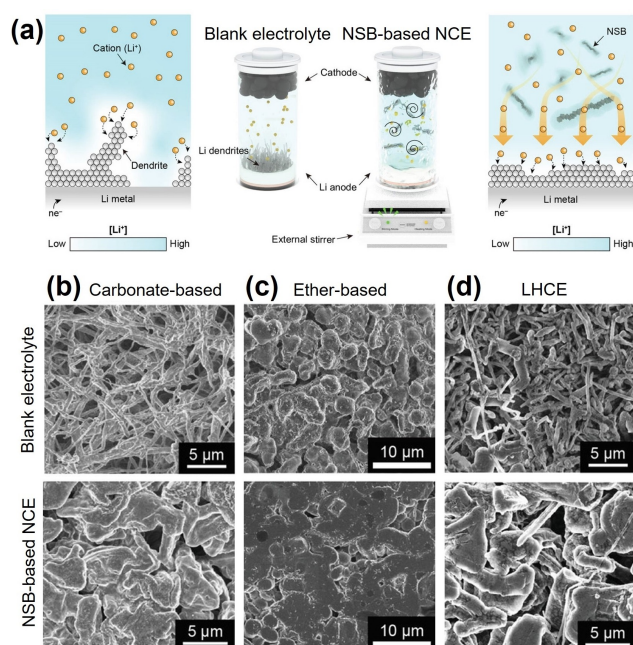 (a)
Blank electrolyte
NSB-based NCE
Cation (Li⁺)
Dendrite
Li metal
ne⁻
[Li⁺]
Low
High
Cathode
Li dendrites
Li anode
External stirrer
NSB
Li metal
ne⁻
[Li⁺]
Low
High
(b) Carbonate-based
(c) Ether-based
(d) LHCE
Blank electrolyte
5 µm
10 µm
5 µm
NSB-based NCE
5 µm
10 µm
5 µm